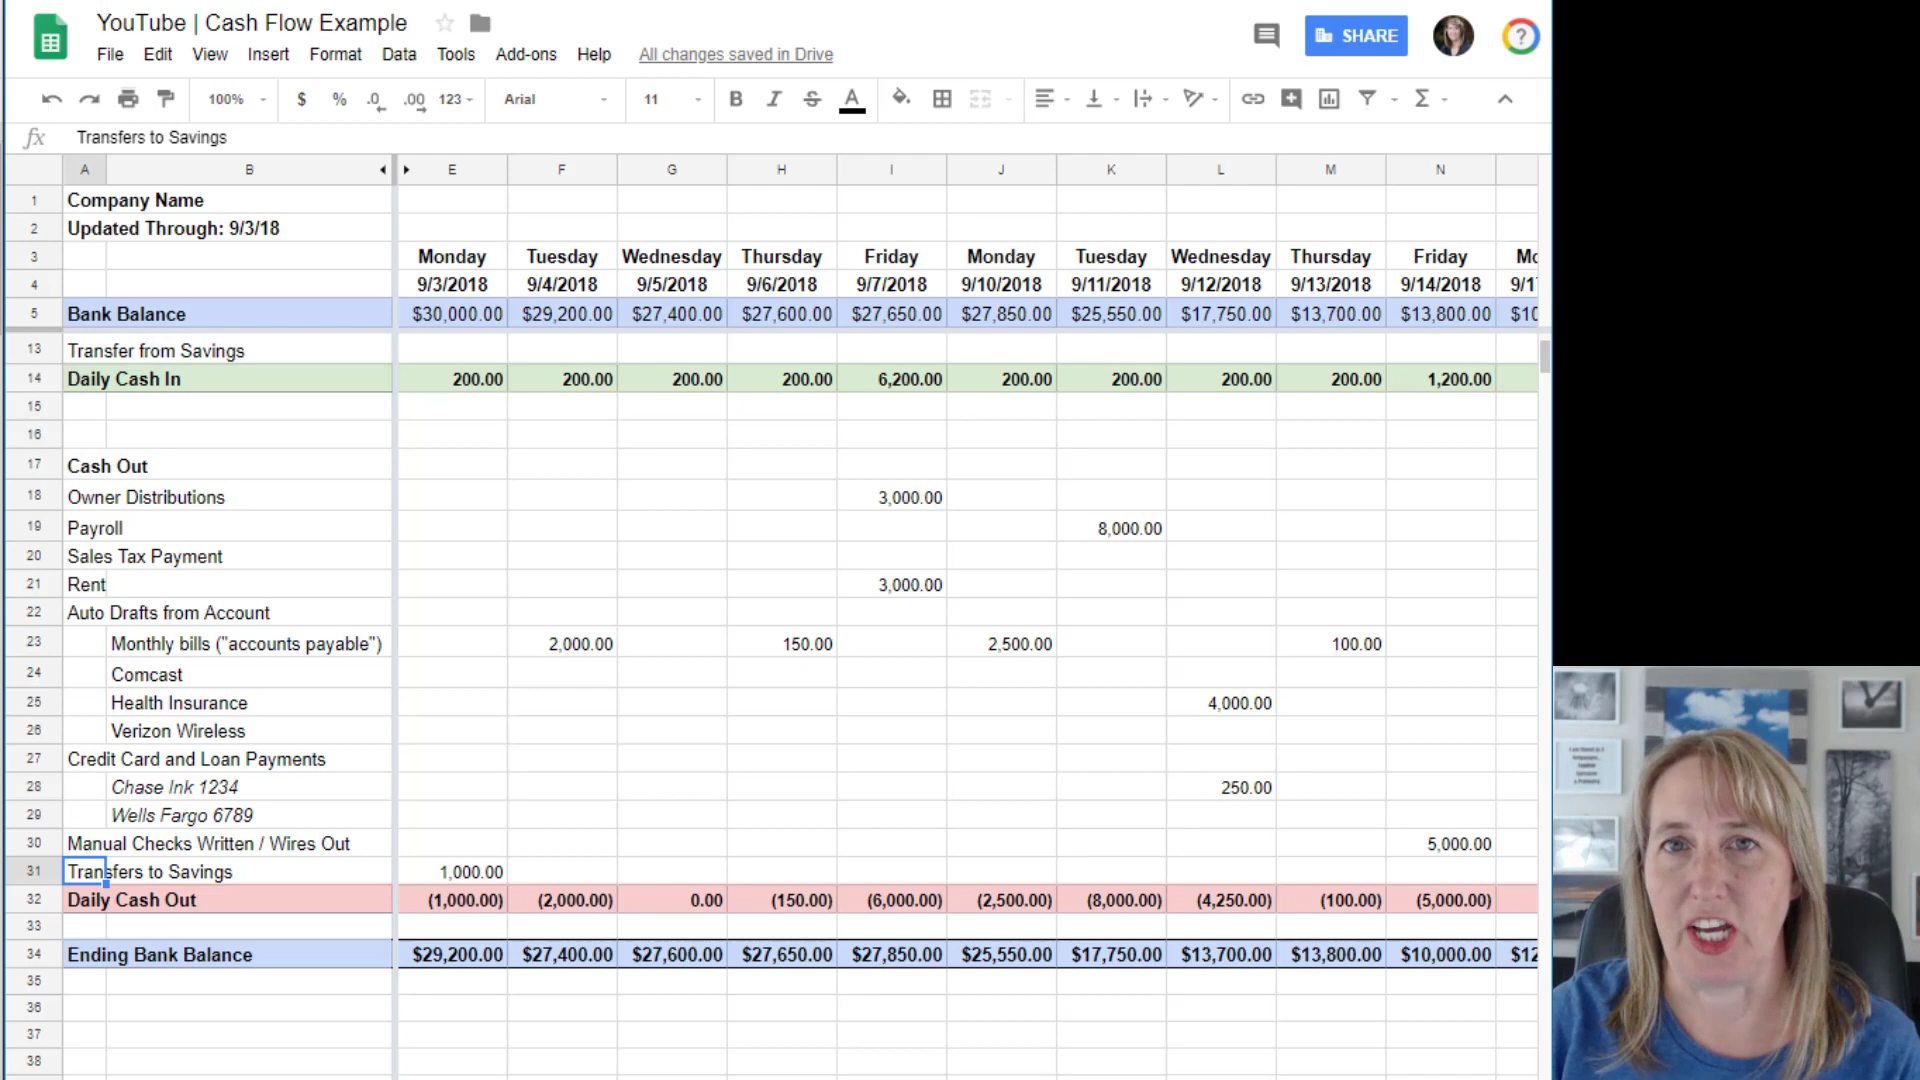 YouTube | Cash Flow Example
SHARE
?
File Edit View Insert Format Data Tools Add-ons Help All changes saved in Drive
100% $ % .0 .00 123 Arial 11 B I S A Σ
fx Transfers to Savings
A B E F G H I J K L M N
1 Company Name
2 Updated Through: 9/3/18
3 Monday Tuesday Wednesday Thursday Friday Monday Tuesday Wednesday Thursday Friday Mo
4 9/3/2018 9/4/2018 9/5/2018 9/6/2018 9/7/2018 9/10/2018 9/11/2018 9/12/2018 9/13/2018 9/14/2018 9/1
5 Bank Balance $30,000.00 $29,200.00 $27,400.00 $27,600.00 $27,650.00 $27,850.00 $25,550.00 $17,750.00 $13,700.00 $13,800.00 $10
13 Transfer from Savings
14 Daily Cash In 200.00 200.00 200.00 200.00 6,200.00 200.00 200.00 200.00 200.00 1,200.00
15
16
17 Cash Out
18 Owner Distributions 3,000.00
19 Payroll 8,000.00
20 Sales Tax Payment
21 Rent 3,000.00
22 Auto Drafts from Account
23 Monthly bills ("accounts payable") 2,000.00 150.00 2,500.00 100.00
24 Comcast
25 Health Insurance 4,000.00
26 Verizon Wireless
27 Credit Card and Loan Payments
28 Chase Ink 1234 250.00
29 Wells Fargo 6789
30 Manual Checks Written / Wires Out 5,000.00
31 Transfers to Savings 1,000.00
32 Daily Cash Out (1,000.00) (2,000.00) 0.00 (150.00) (6,000.00) (2,500.00) (8,000.00) (4,250.00) (100.00) (5,000.00)
33
34 Ending Bank Balance $29,200.00 $27,400.00 $27,600.00 $27,650.00 $27,850.00 $25,550.00 $17,750.00 $13,700.00 $13,800.00 $10,000.00 $12
35
36
37
38